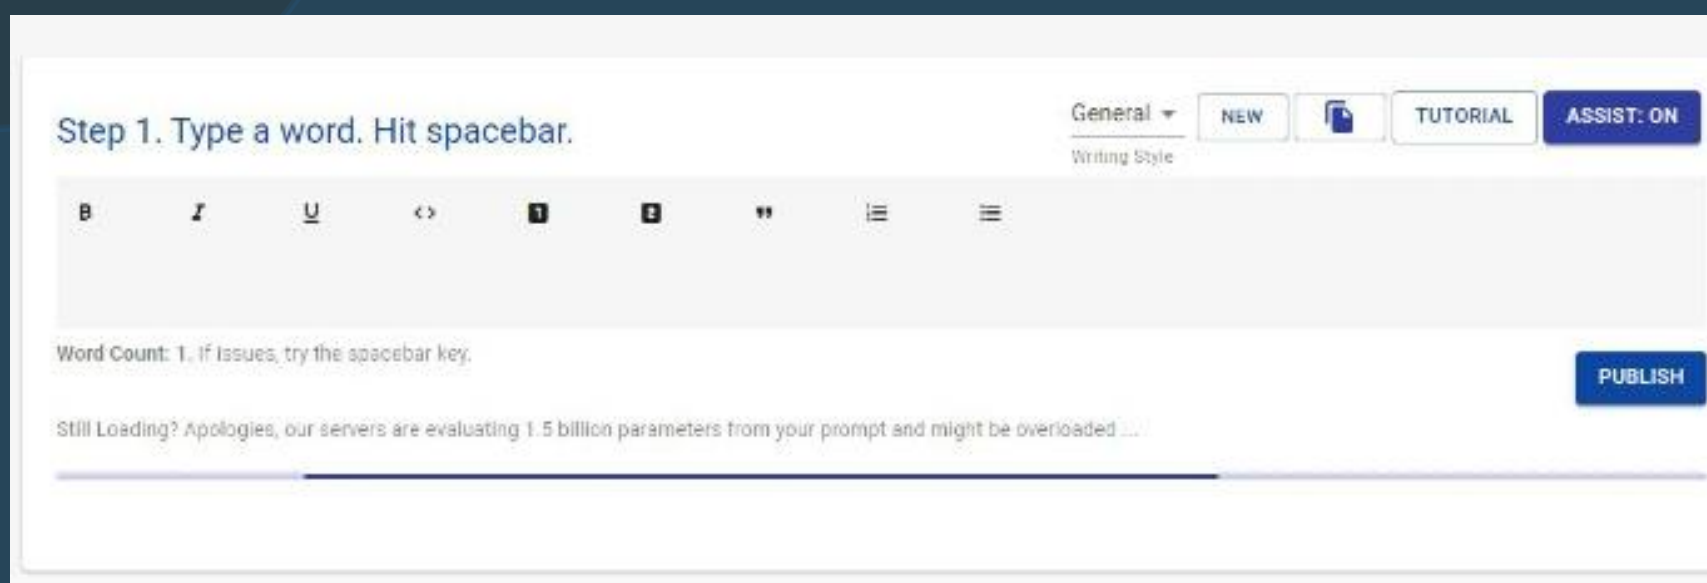 Step 1. Type a word. Hit spacebar.
General
NEW
TUTORIAL
ASSIST: ON
Writing Style
B I U <> 1 2 "
Word Count: 1. If issues, try the spacebar key.
PUBLISH
Still Loading? Apologies, our servers are evaluating 1.5 billion parameters from your prompt and might be overloaded ...